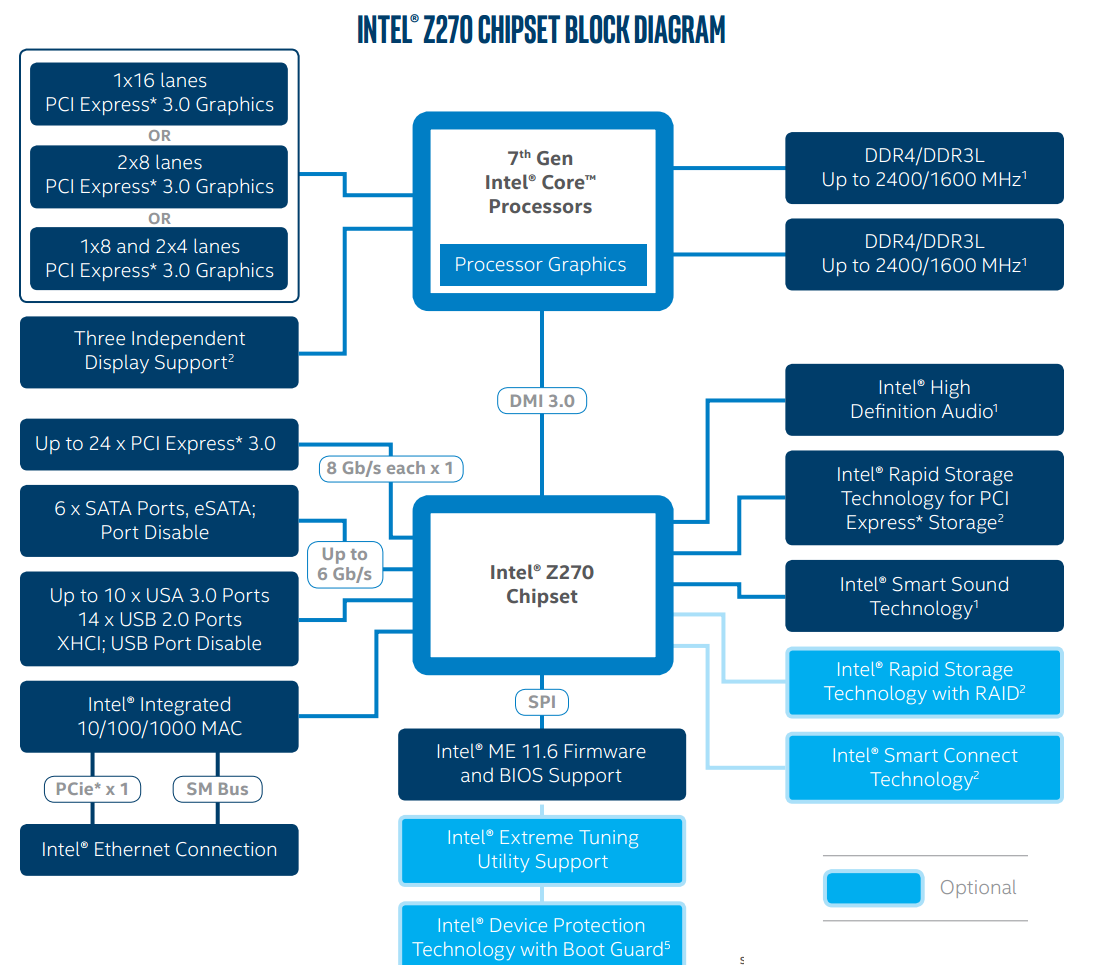 INTEL® Z270 CHIPSET BLOCK DIAGRAM
1x16 lanes
PCI Express* 3.0 Graphics
OR
2x8 lanes
PCI Express* 3.0 Graphics
OR
1x8 and 2x4 lanes
PCI Express* 3.0 Graphics
Three Independent
Display Support²
7th Gen
Intel® Core™
Processors
Processor Graphics
DDR4/DDR3L
Up to 2400/1600 MHz¹
DDR4/DDR3L
Up to 2400/1600 MHz¹
DMI 3.0
Up to 24 x PCI Express* 3.0
8 Gb/s each x 1
6 x SATA Ports, eSATA;
Port Disable
Up to
6 Gb/s
Up to 10 x USA 3.0 Ports
14 x USB 2.0 Ports
XHCI; USB Port Disable
Intel® Integrated
10/100/1000 MAC
PCIe* x 1
SM Bus
Intel® Ethernet Connection
Intel® Z270
Chipset
SPI
Intel® ME 11.6 Firmware
and BIOS Support
Intel® Extreme Tuning
Utility Support
Intel® Device Protection
Technology with Boot Guard⁵
Intel® High
Definition Audio¹
Intel® Rapid Storage
Technology for PCI
Express* Storage²
Intel® Smart Sound
Technology¹
Intel® Rapid Storage
Technology with RAID²
Intel® Smart Connect
Technology²
Optional
s